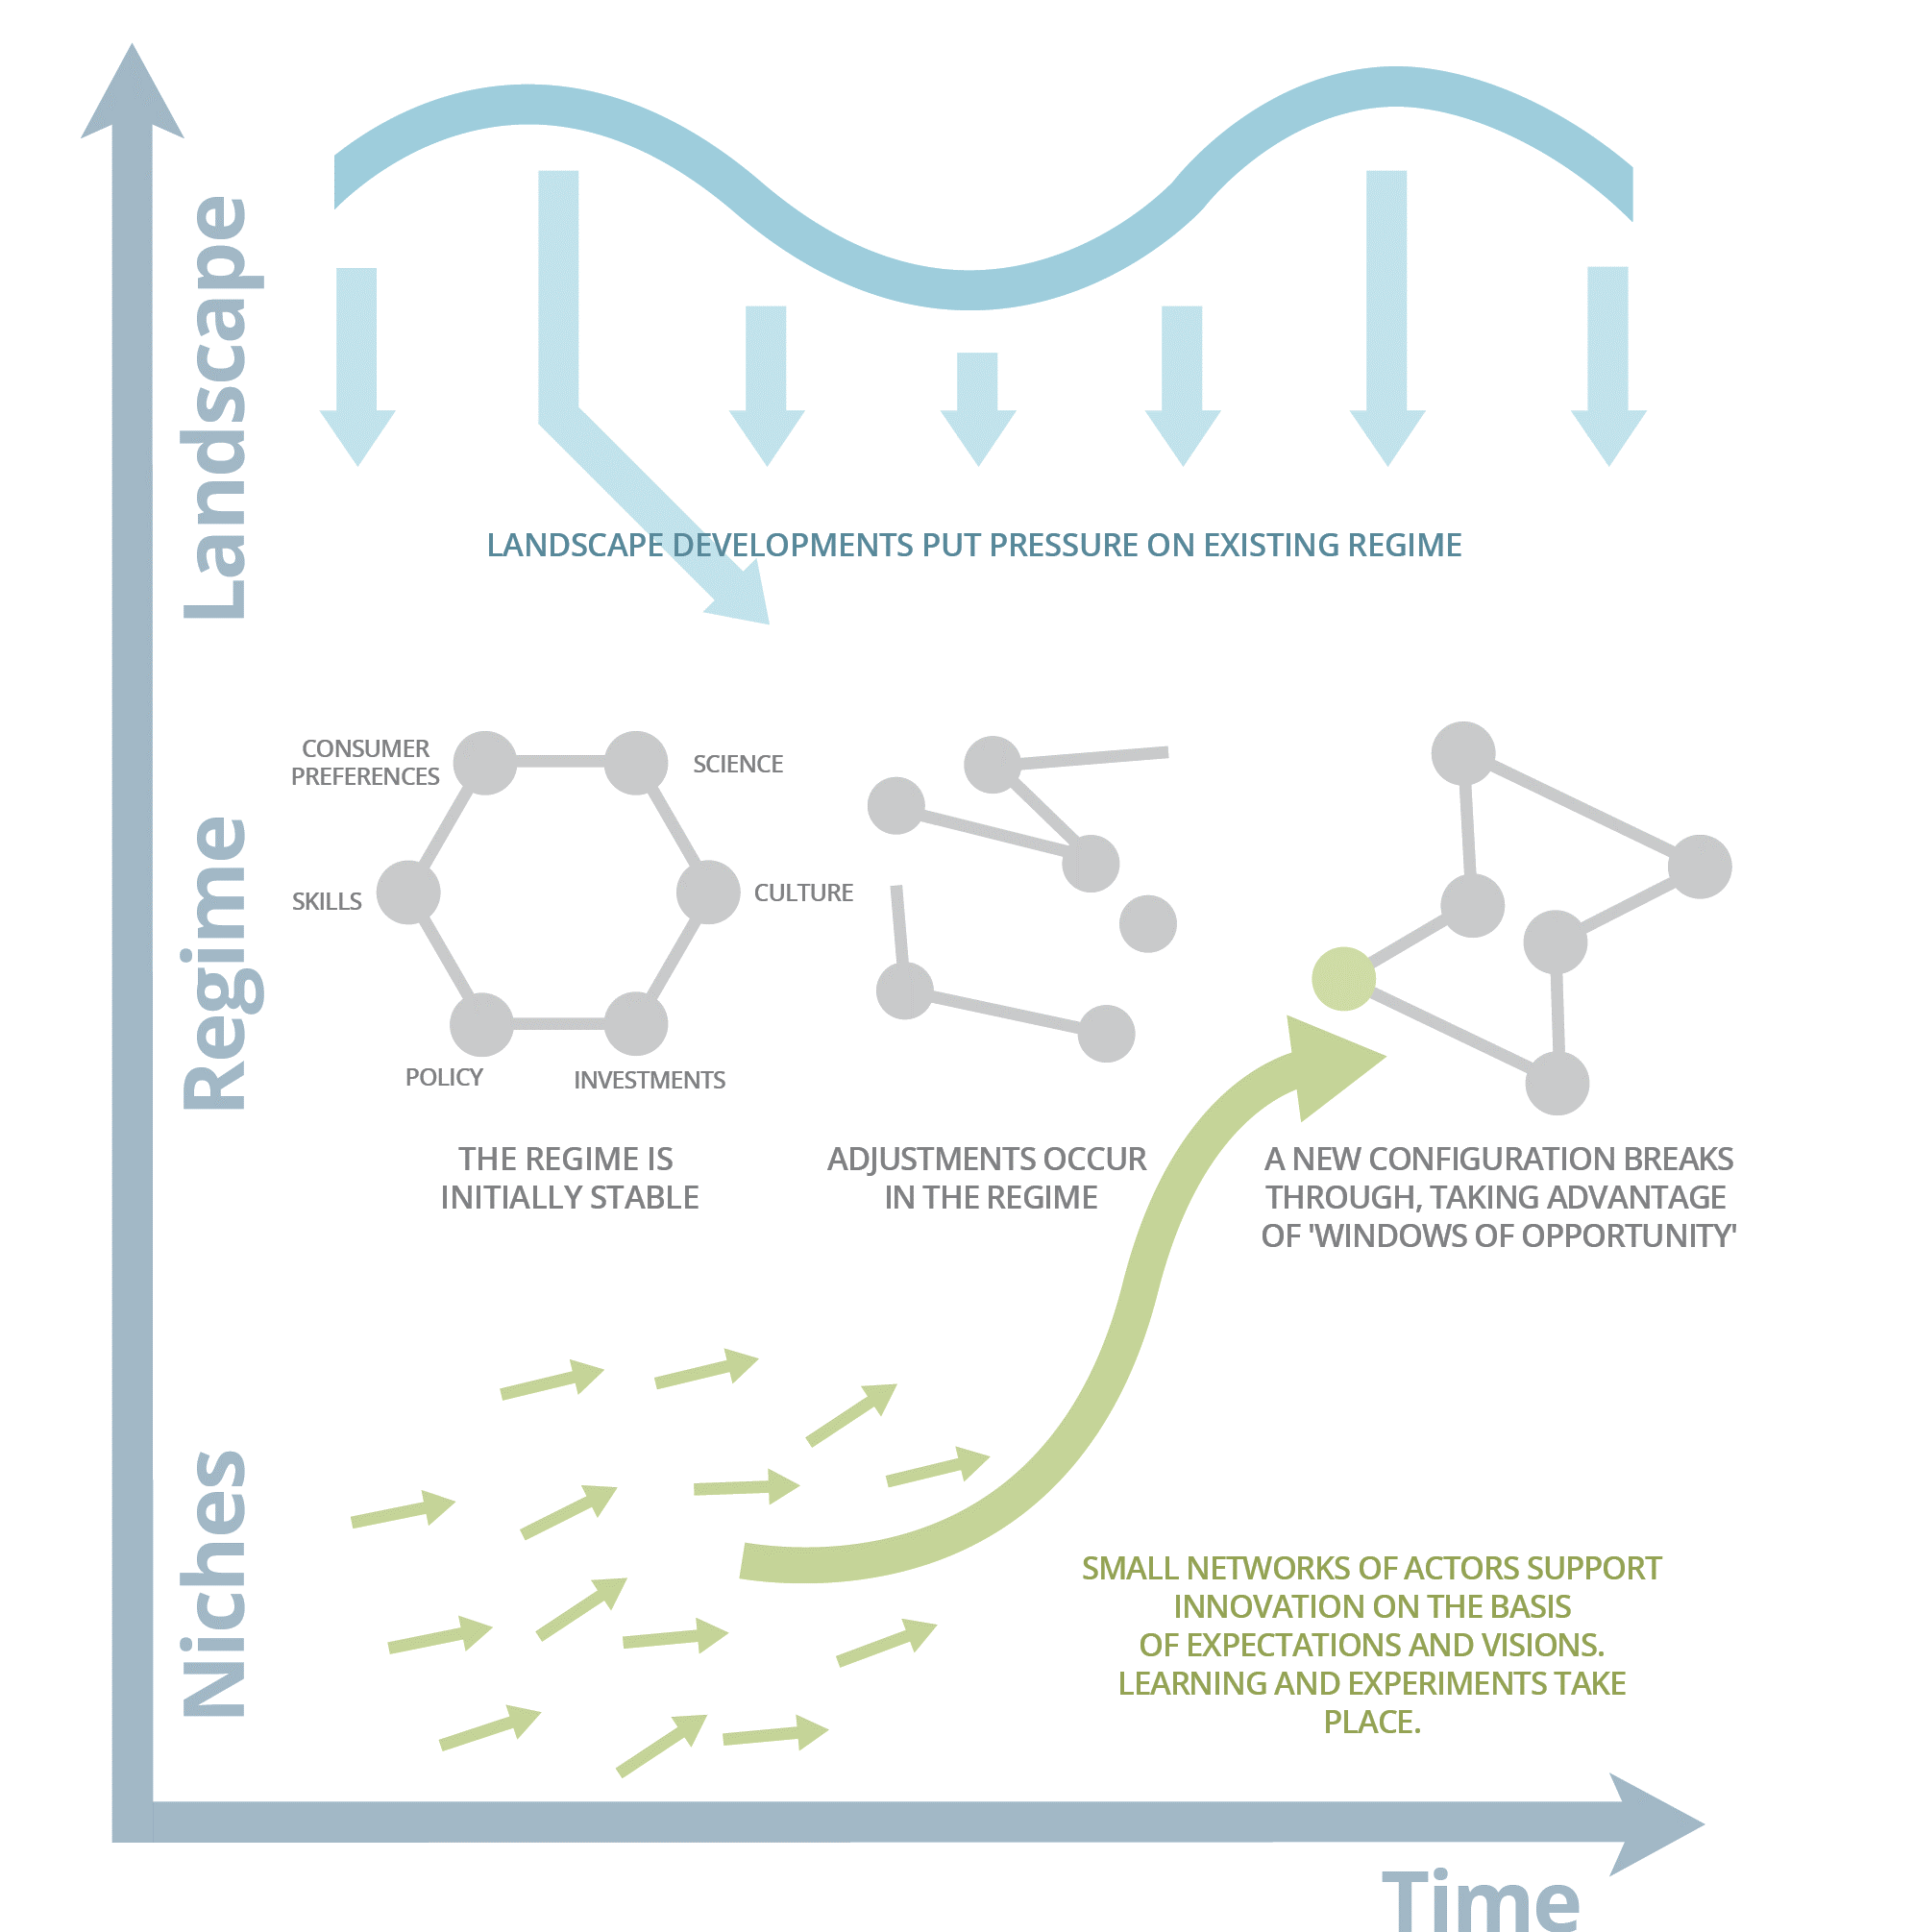 Landscape
LANDSCAPE DEVELOPMENTS PUT PRESSURE ON EXISTING REGIME
Regime
CONSUMER
PREFERENCES
SCIENCE
SKILLS
CULTURE
POLICY
INVESTMENTS
THE REGIME IS
INITIALLY STABLE
ADJUSTMENTS OCCUR
IN THE REGIME
A NEW CONFIGURATION BREAKS
THROUGH, TAKING ADVANTAGE
OF 'WINDOWS OF OPPORTUNITY'
Niches
SMALL NETWORKS OF ACTORS SUPPORT
INNOVATION ON THE BASIS
OF EXPECTATIONS AND VISIONS.
LEARNING AND EXPERIMENTS TAKE
PLACE.
Time